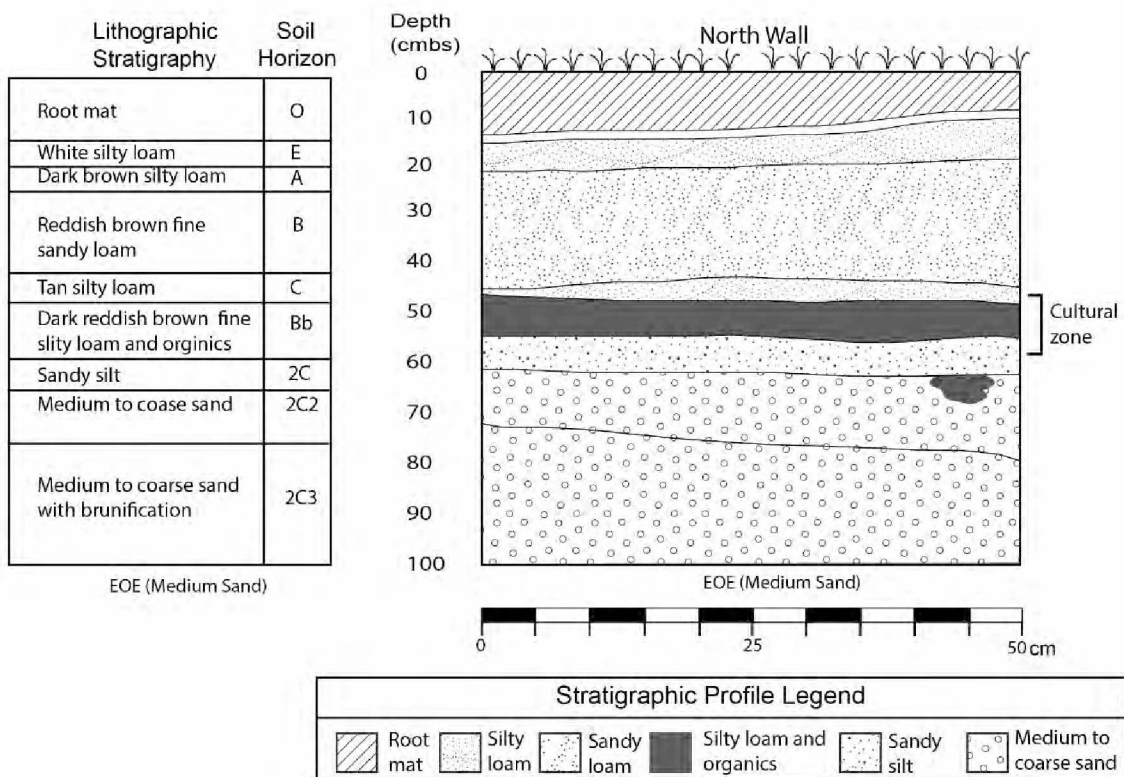 Lithographic
Stratigraphy
Soil
Horizon
Root mat
O
White silty loam
E
Dark brown silty loam
A
Reddish brown fine
sandy loam
B
Tan silty loam
C
Dark reddish brown fine
slity loam and orginics
Bb
Sandy silt
2C
Medium to coase sand
2C2
Medium to coarse sand
with brunification
2C3
EOE (Medium Sand)
Depth
(cmbs)
North Wall
0
10
20
30
40
50
60
70
80
90
100
Cultural
zone
EOE (Medium Sand)
0
25
50 cm
Stratigraphic Profile Legend
Root
mat
Silty
loam
Sandy
loam
Silty loam and
organics
Sandy
silt
Medium to
coarse sand